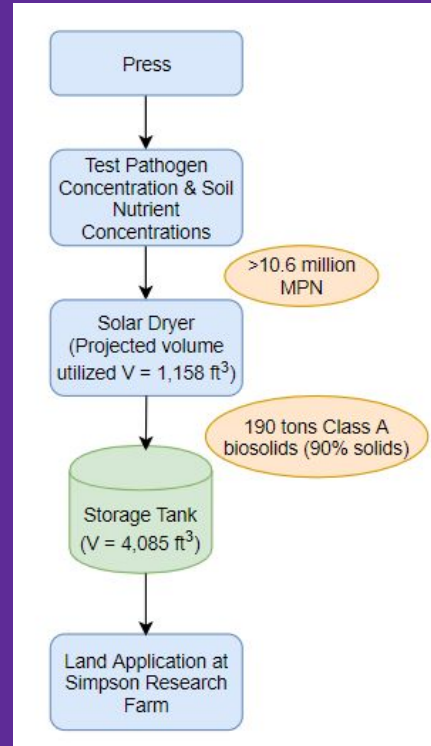 Press
Test Pathogen
Concentration & Soil
Nutrient
Concentrations
>10.6 million
MPN
Solar Dryer
(Projected volume
utilized V = 1,158 ft³)
190 tons Class A
biosolids (90% solids)
Storage Tank
(V = 4,085 ft³)
Land Application at
Simpson Research
Farm